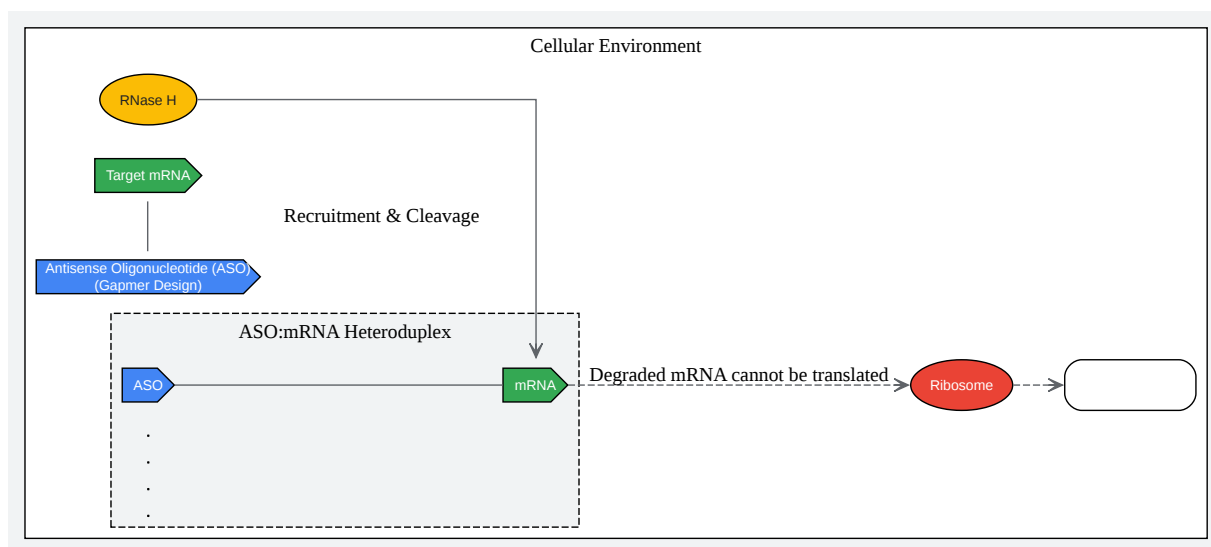 Cellular Environment
RNase H
Target mRNA
Recruitment & Cleavage
Antisense Oligonucleotide (ASO)
(Gapmer Design)
ASO:mRNA Heteroduplex
ASO
mRNA
Degraded mRNA cannot be translated
Ribosome
.
.
.
.